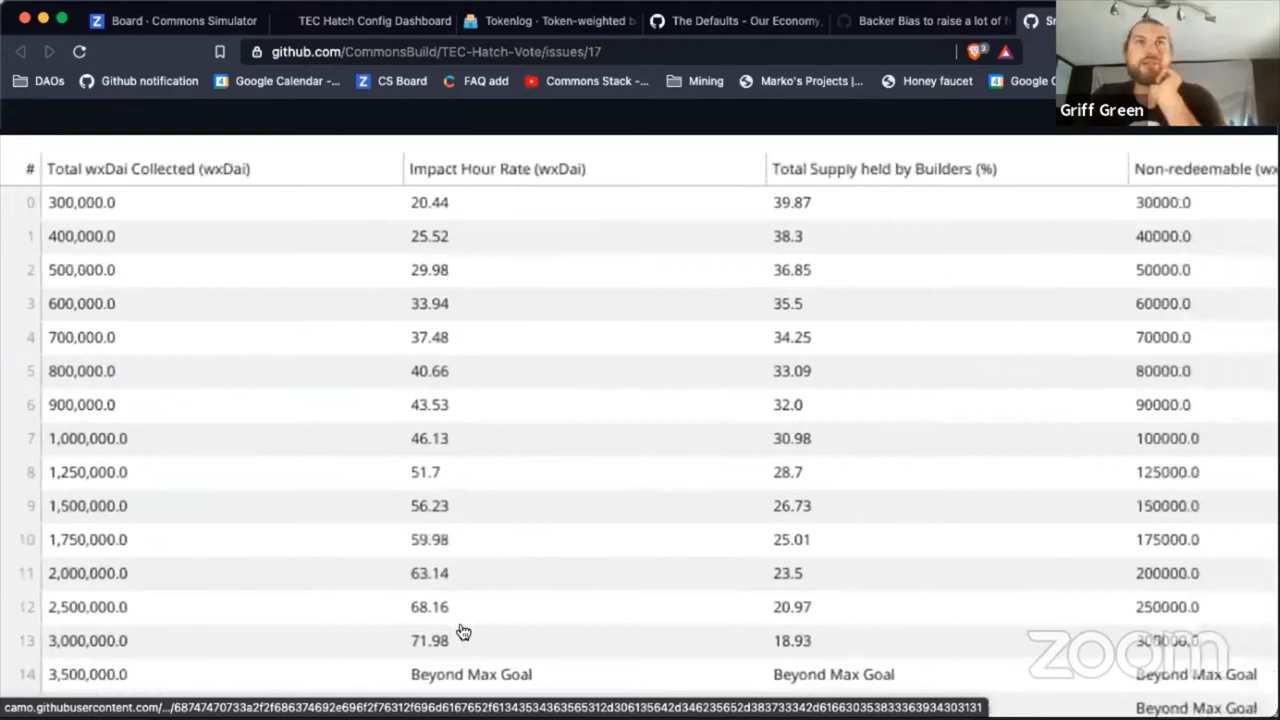 Board - Commons Simulator
TEC Hatch Config Dashboard
Tokenlog - Token-weighted b
The Defaults - Our Economy,
Backer Bias to raise a lot of f
github.com/CommonsBuild/TEC-Hatch-Vote/issues/17
3
DAOs
Github notification
Google Calendar -...
CS Board
FAQ add
Commons Stack -...
Mining
Marko's Projects |...
Honey faucet
Google C
Griff Green
# Total wxDai Collected (wxDai) Impact Hour Rate (wxDai) Total Supply held by Builders (%) Non-redeemable (wx
0 300,000.0 20.44 39.87 30000.0
1 400,000.0 25.52 38.3 40000.0
2 500,000.0 29.98 36.85 50000.0
3 600,000.0 33.94 35.5 60000.0
4 700,000.0 37.48 34.25 70000.0
5 800,000.0 40.66 33.09 80000.0
6 900,000.0 43.53 32.0 90000.0
7 1,000,000.0 46.13 30.98 100000.0
8 1,250,000.0 51.7 28.7 125000.0
9 1,500,000.0 56.23 26.73 150000.0
10 1,750,000.0 59.98 25.01 175000.0
11 2,000,000.0 63.14 23.5 200000.0
12 2,500,000.0 68.16 20.97 250000.0
13 3,000,000.0 71.98 18.93 300000.0
14 3,500,000.0 Beyond Max Goal Beyond Max Goal Beyond Max Goal
Beyond Max Goal
zoom